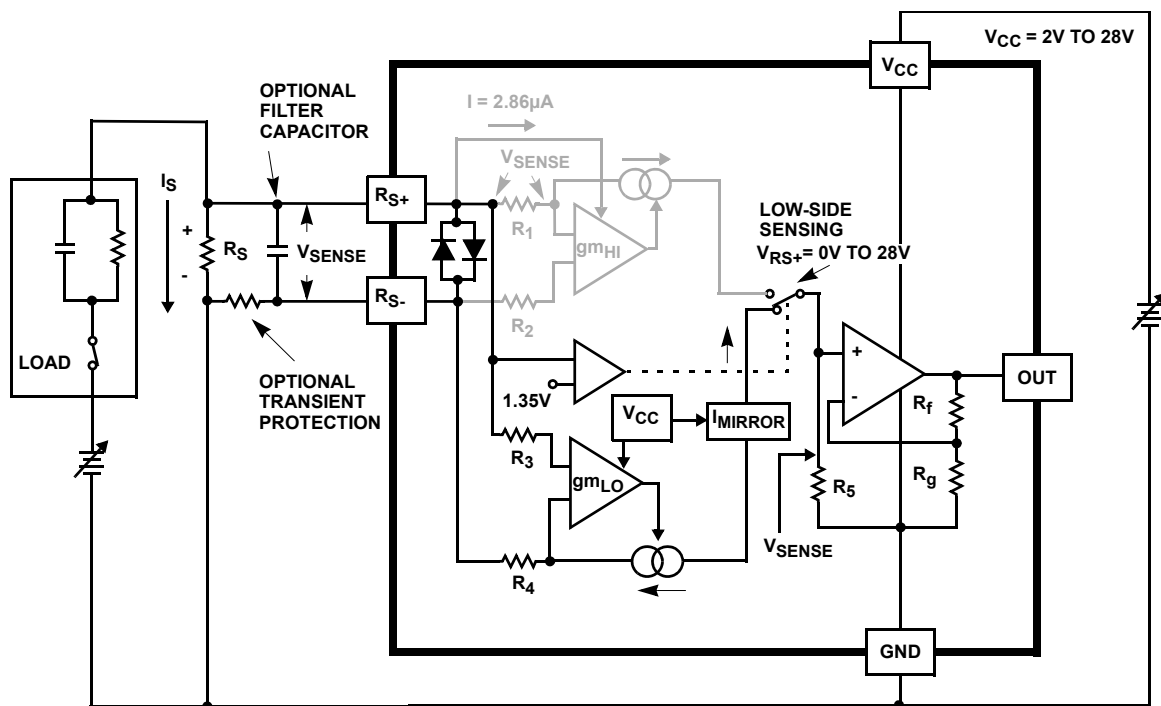 V_CC = 2V TO 28V
V_CC
OPTIONAL
FILTER
CAPACITOR
I = 2.86µA
V_SENSE
I_S
R_S+
R_1
gm_HI
LOW-SIDE
SENSING
V_RS+ = 0V TO 28V
+
R_S
-
V_SENSE
R_S-
R_2
LOAD
OPTIONAL
TRANSIENT
PROTECTION
1.35V
V_CC
I_MIRROR
+
-
OUT
R_f
R_3
gm_LO
R_5
R_g
V_SENSE
R_4
GND